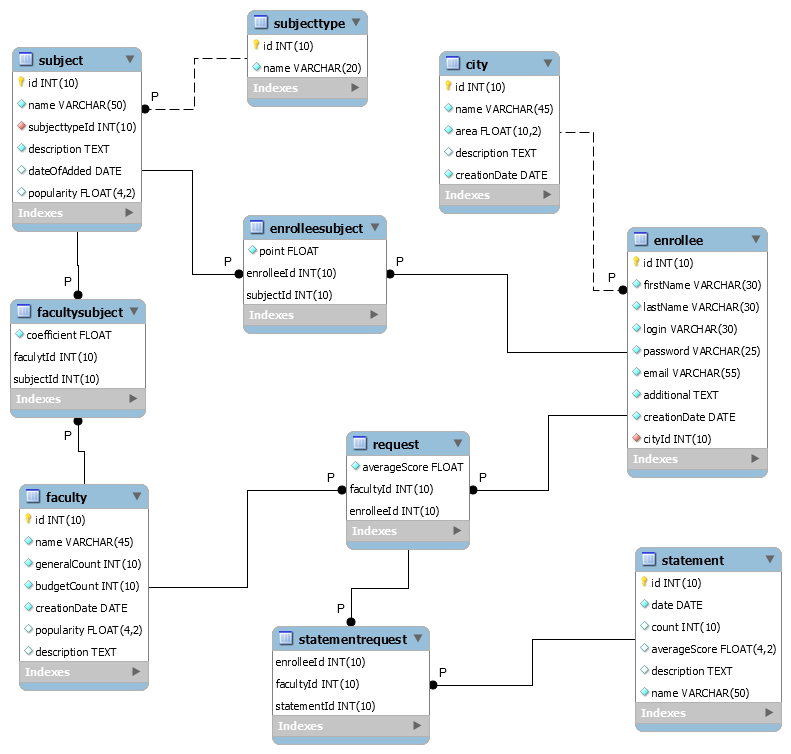 subjecttype
id INT(10)
name VARCHAR(20)
Indexes
subject
id INT(10)
name VARCHAR(50)
subjecttypeId INT(10)
description TEXT
dateOfAdded DATE
popularity FLOAT(4,2)
Indexes
P
city
id INT(10)
name VARCHAR(45)
area FLOAT(10,2)
description TEXT
creationDate DATE
Indexes
enrolleesubject
point FLOAT
enrolleeId INT(10)
subjectId INT(10)
Indexes
P
P
enrollee
id INT(10)
firstName VARCHAR(30)
lastName VARCHAR(30)
login VARCHAR(30)
password VARCHAR(25)
email VARCHAR(55)
additional TEXT
creationDate DATE
cityId INT(10)
Indexes
P
P
facultysubject
coefficient FLOAT
faculytId INT(10)
subjectId INT(10)
Indexes
P
request
averageScore FLOAT
facultyId INT(10)
enrolleeId INT(10)
Indexes
P
P
faculty
id INT(10)
name VARCHAR(45)
generalCount INT(10)
budgetCount INT(10)
creationDate DATE
popularity FLOAT(4,2)
description TEXT
Indexes
statement
id INT(10)
date DATE
count INT(10)
averageScore FLOAT(4,2)
description TEXT
name VARCHAR(50)
Indexes
P
statementrequest
enrolleeId INT(10)
facultyId INT(10)
statementId INT(10)
Indexes
P